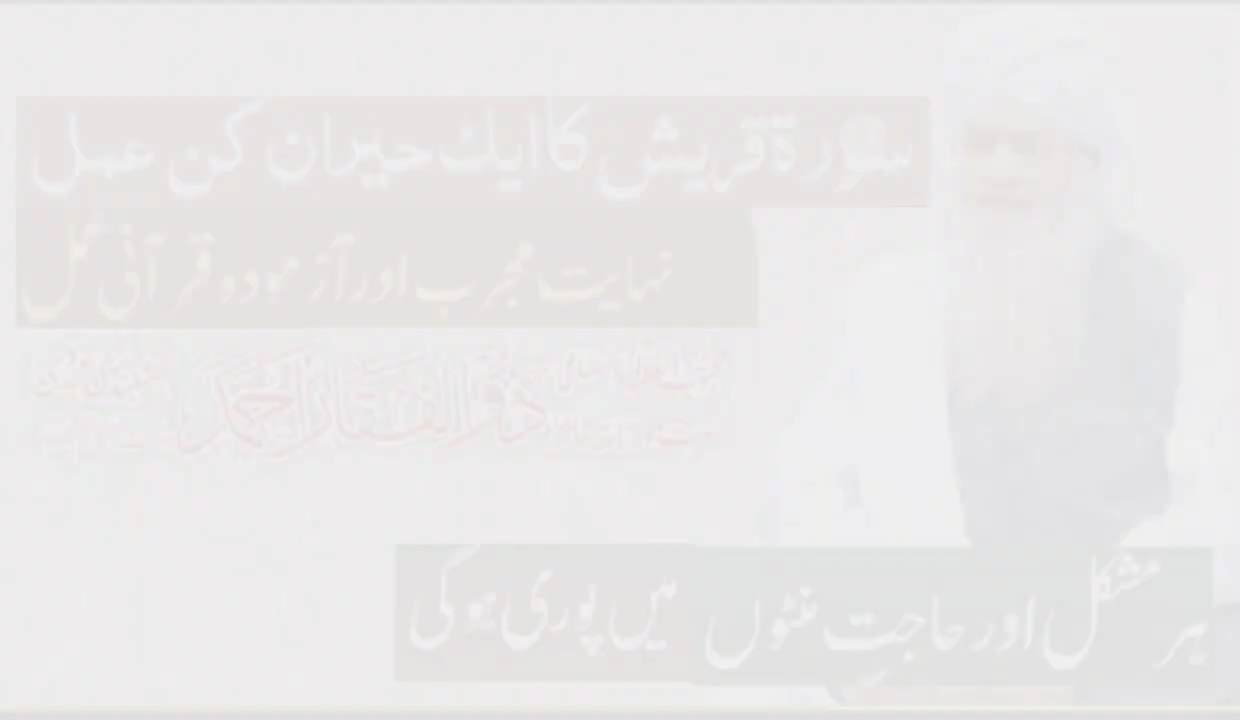 سورۃ قریش کا ایک حیران کن عمل
نہایت مجرب اور آزمودہ قرآنی عمل
ذوالفقار احمد
ہر مشکل اور حاجت منٹوں میں پوری ہوگی